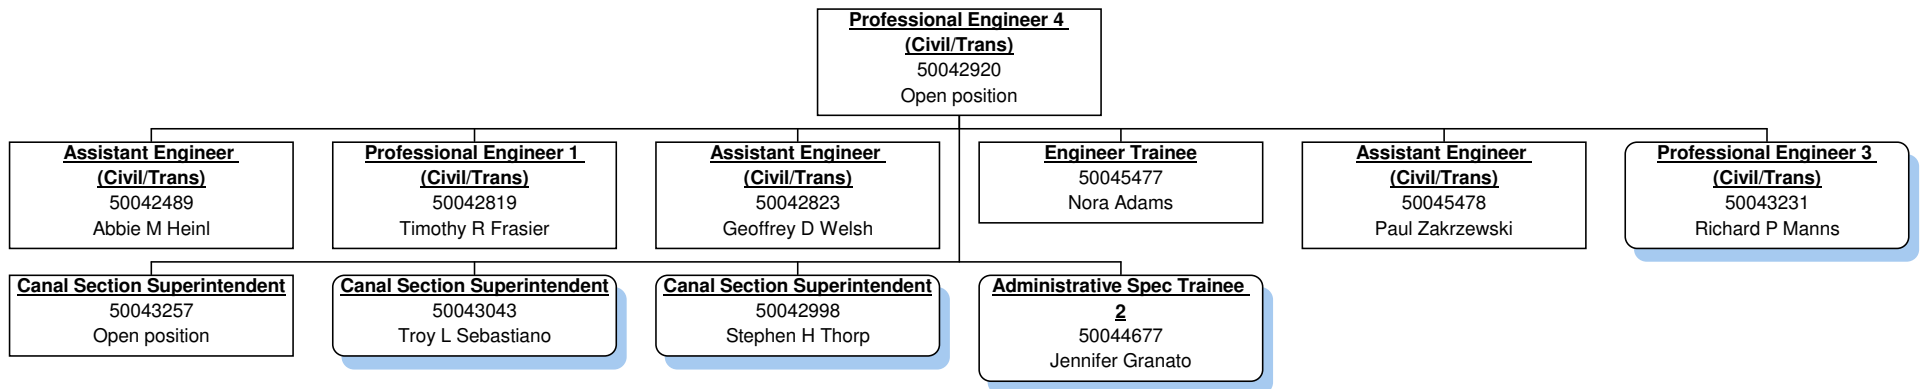 Professional Engineer 4
(Civil/Trans)
50042920
Open position
Assistant Engineer
(Civil/Trans)
50042489
Abbie M Heinl
Professional Engineer 1
(Civil/Trans)
50042819
Timothy R Frasier
Assistant Engineer
(Civil/Trans)
50042823
Geoffrey D Welsh
Engineer Trainee
50045477
Nora Adams
Assistant Engineer
(Civil/Trans)
50045478
Paul Zakrzewski
Professional Engineer 3
(Civil/Trans)
50043231
Richard P Manns
Canal Section Superintendent
50043257
Open position
Canal Section Superintendent
50043043
Troy L Sebastiano
Canal Section Superintendent
50042998
Stephen H Thorp
Administrative Spec Trainee
2
50044677
Jennifer Granato